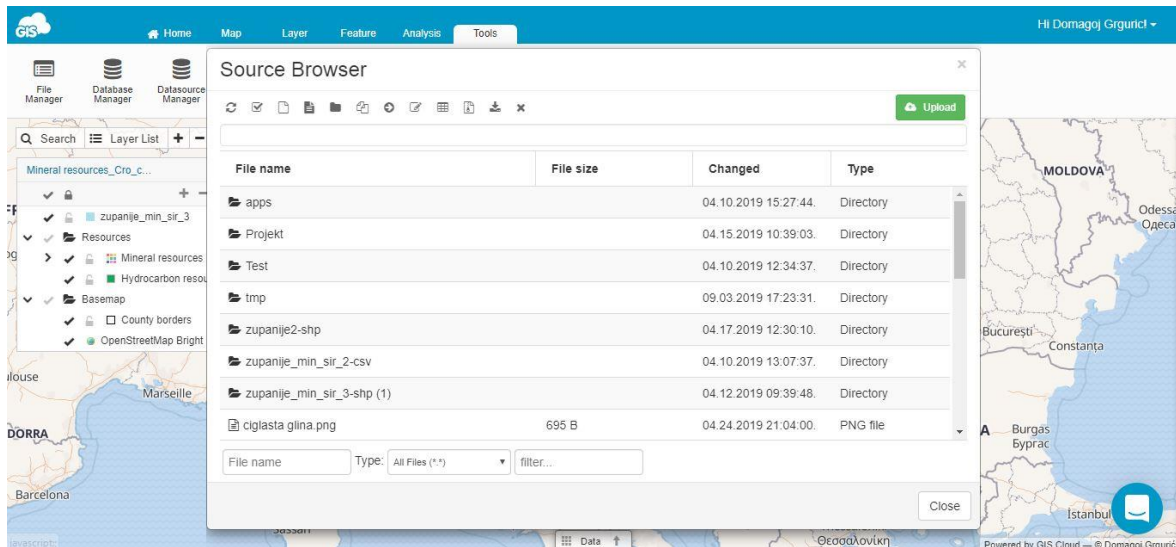 GIS
Home Map Layer Feature Analysis Tools
Hi Domagoj Grguric!
File Manager
Database Manager
Datasource Manager
Source Browser
×
Upload
Search Layer List + −
Mineral resources_Cro_c...
zupanije_min_sir_3
Resources
Mineral resources
Hydrocarbon resou
Basemap
County borders
OpenStreetMap Bright
File name File size Changed Type
apps 04.10.2019 15:27:44. Directory
Projekt 04.15.2019 10:39:03. Directory
Test 04.10.2019 12:34:37. Directory
tmp 09.03.2019 17:23:31. Directory
zupanije2-shp 04.17.2019 12:30:10. Directory
zupanije_min_sir_2-csv 04.10.2019 13:07:37. Directory
zupanije_min_sir_3-shp (1) 04.12.2019 09:39:48. Directory
ciglasta glina.png 695 B 04.24.2019 21:04:00. PNG file
File name Type: All Files (*.*) filter...
Close
MOLDOVA
Odessa
Одеса
București
Constanța
Burgas
Бургас
Istanbul
louse
Marseille
DORRA
Barcelona
Sassari
Data
Θεσσαλονίκη
javascript:
Powered by GIS Cloud — © Domagoj Grguric